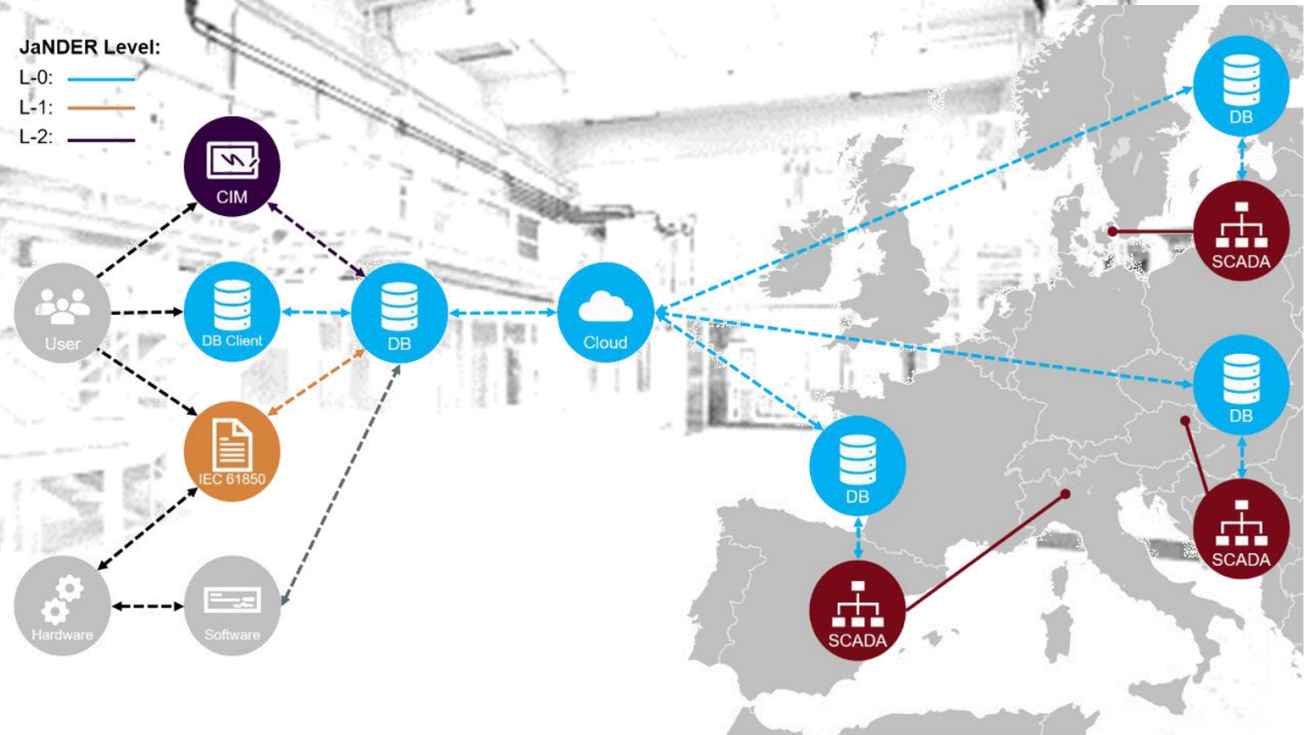 JaNDER Level:
L-0:
L-1:
L-2:
CIM
User
DB Client
DB
Cloud
IEC 61850
Hardware
Software
DB
SCADA
DB
SCADA
DB
SCADA